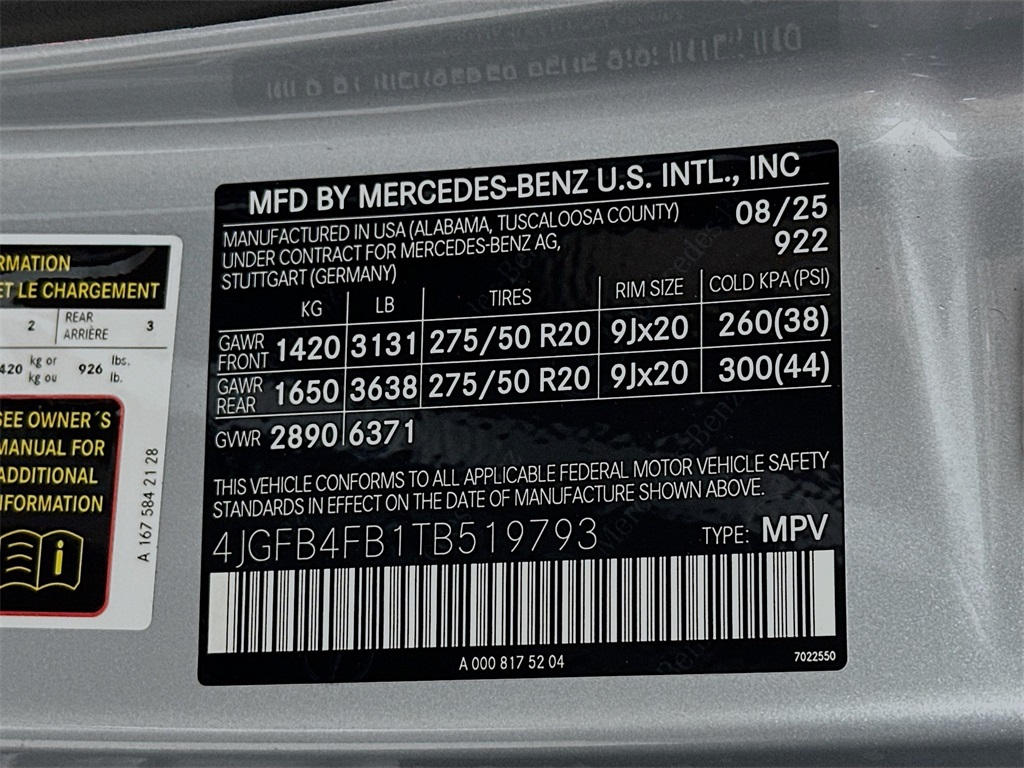 MFD BY MERCEDES-BENZ U.S. INTL., INC
MANUFACTURED IN USA (ALABAMA, TUSCALOOSA COUNTY) 08/25
UNDER CONTRACT FOR MERCEDES-BENZ AG, 922
STUTTGART (GERMANY)
KG LB TIRES RIM SIZE COLD KPA (PSI)
GAWR FRONT 1420 3131 275/50 R20 9Jx20 260(38)
GAWR REAR 1650 3638 275/50 R20 9Jx20 300(44)
GVWR 2890 6371
THIS VEHICLE CONFORMS TO ALL APPLICABLE FEDERAL MOTOR VEHICLE SAFETY
STANDARDS IN EFFECT ON THE DATE OF MANUFACTURE SHOWN ABOVE.
4JGFB4FB1TB519793 TYPE: MPV
A 000 817 52 04 7022550
RMATION
ET LE CHARGEMENT
2 REAR ARRIÈRE 3
420 kg or kg ou 926 lbs. lb.
SEE OWNER´S
MANUAL FOR
ADDITIONAL
NFORMATION
A 167 584 21 28